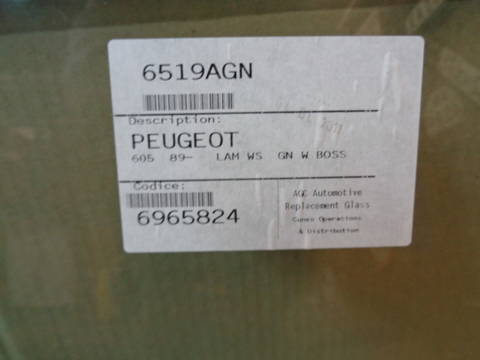 6519AGN
Description:
PEUGEOT
605 89- LAM WS GN W BOSS
Codice:
6965824
AGC Automotive
Replacement Glass
Cuneo Operations
& Distribution